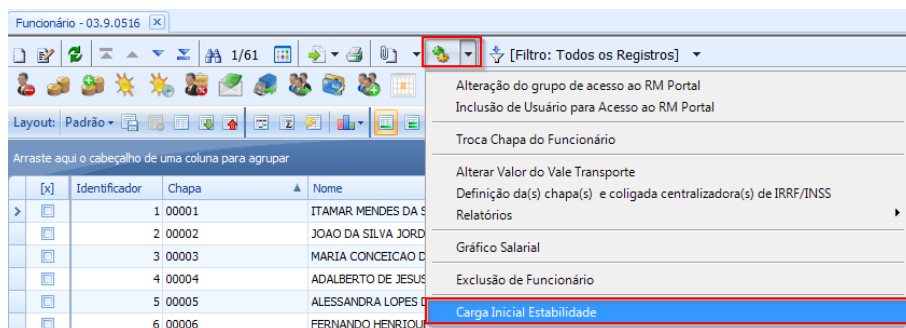 Funcionário - 03.9.0516
1/61 [Filtro: Todos os Registros]
Layout: Padrão
Arraste aqui o cabeçalho de uma coluna para agrupar
[x] Identificador Chapa Nome
1 00001 ITAMAR MENDES DA
2 00002 JOAO DA SILVA JORD
3 00003 MARIA CONCEICAO D
4 00004 ADALBERTO DE JESUS
5 00005 ALESSANDRA LOPES
6 00006 FERNANDO
Alteração do grupo de acesso ao RM Portal
Inclusão de Usuário para Acesso ao RM Portal
Troca Chapa do Funcionário
Alterar Valor do Vale Transporte
Definição da(s) chapa(s) e coligada centralizadora(s) de IRRF/INSS
Relatórios
Gráfico Salarial
Exclusão de Funcionário
Carga Inicial Estabilidade